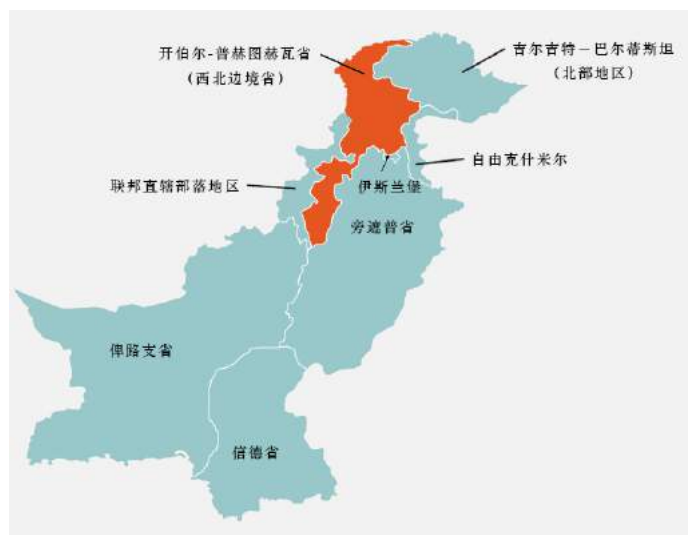 开伯尔-普赫图赫瓦省
(西北边境省)
吉尔吉特－巴尔蒂斯坦
(北部地区)
自由克什米尔
联邦直辖部落地区
伊斯兰堡
旁遮普省
俾路支省
信德省